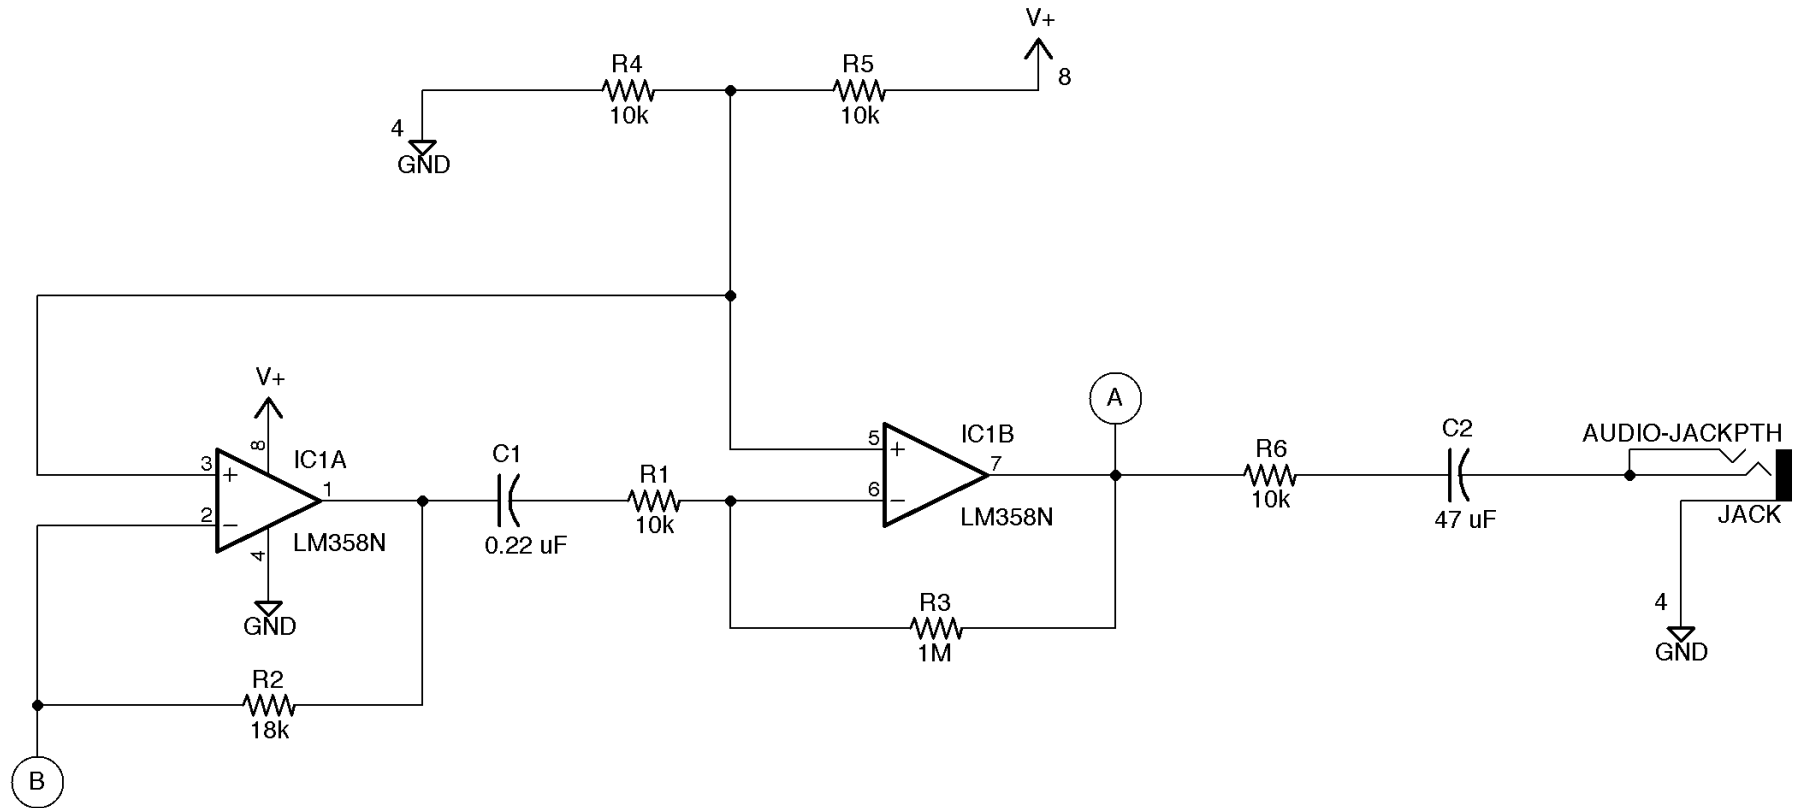 V+
8
R4
10k
R5
10k
4
GND
V+
8
3
+
IC1A
1
2
−
LM358N
4
GND
C1
0.22 uF
R1
10k
5
+
IC1B
7
6
−
LM358N
A
R6
10k
C2
47 uF
AUDIO-JACKPTH
JACK
4
GND
R3
1M
R2
18k
B